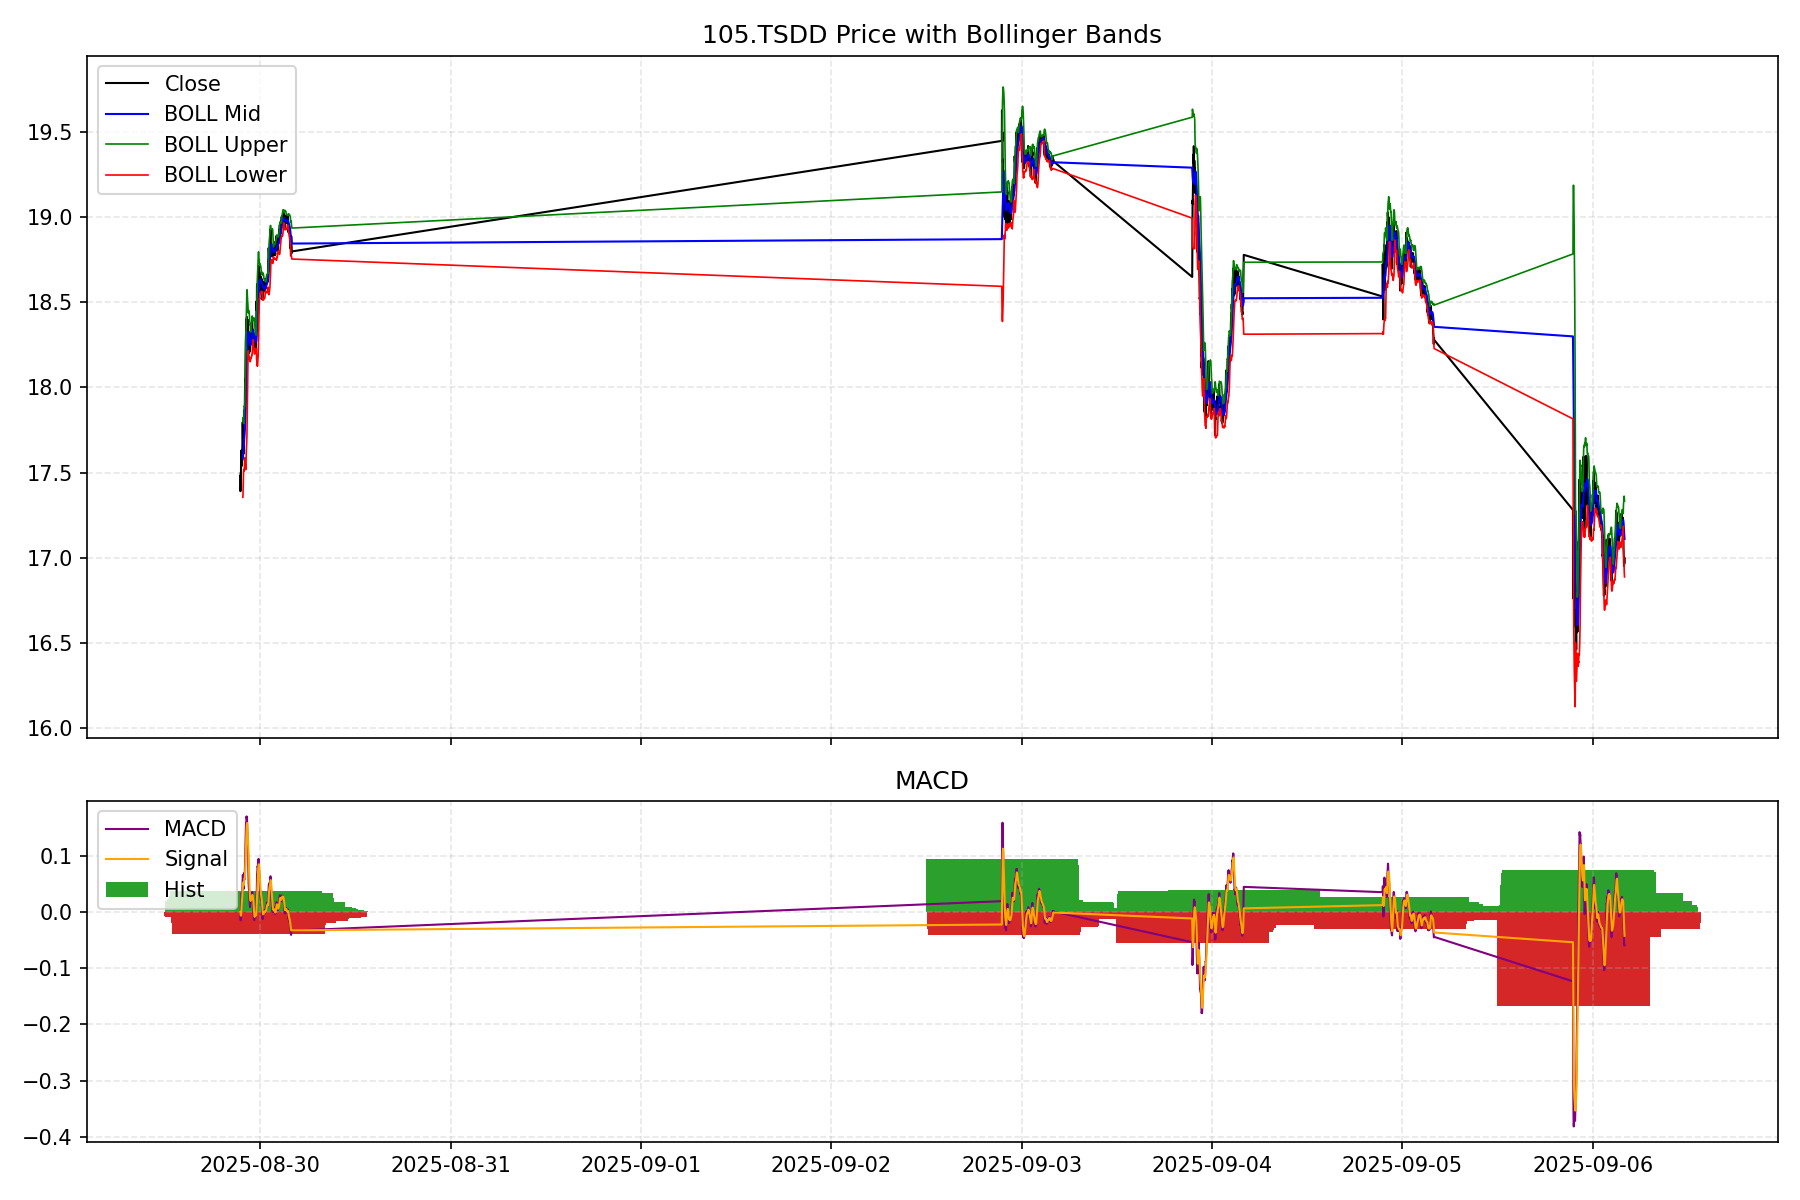 105.TSDD Price with Bollinger Bands
Close
BOLL Mid
BOLL Upper
BOLL Lower
19.5
19.0
18.5
18.0
17.5
17.0
16.5
16.0
MACD
MACD
Signal
Hist
0.1
0.0
−0.1
−0.2
−0.3
−0.4
2025-08-30 2025-08-31 2025-09-01 2025-09-02 2025-09-03 2025-09-04 2025-09-05 2025-09-06